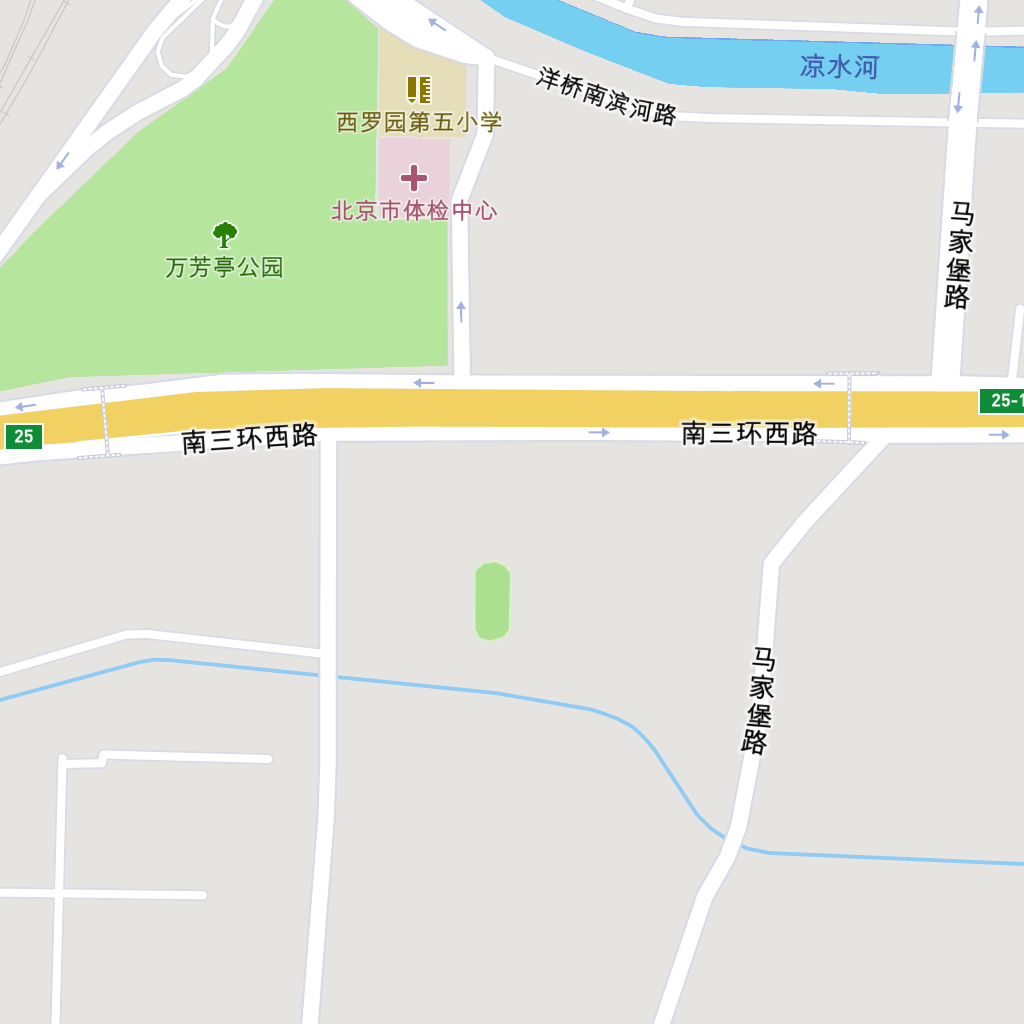 凉水河
洋桥南滨河路
西罗园第五小学
北京市体检中心
马家堡路
万芳亭公园
25-1
25
南三环西路
南三环西路
马家堡路